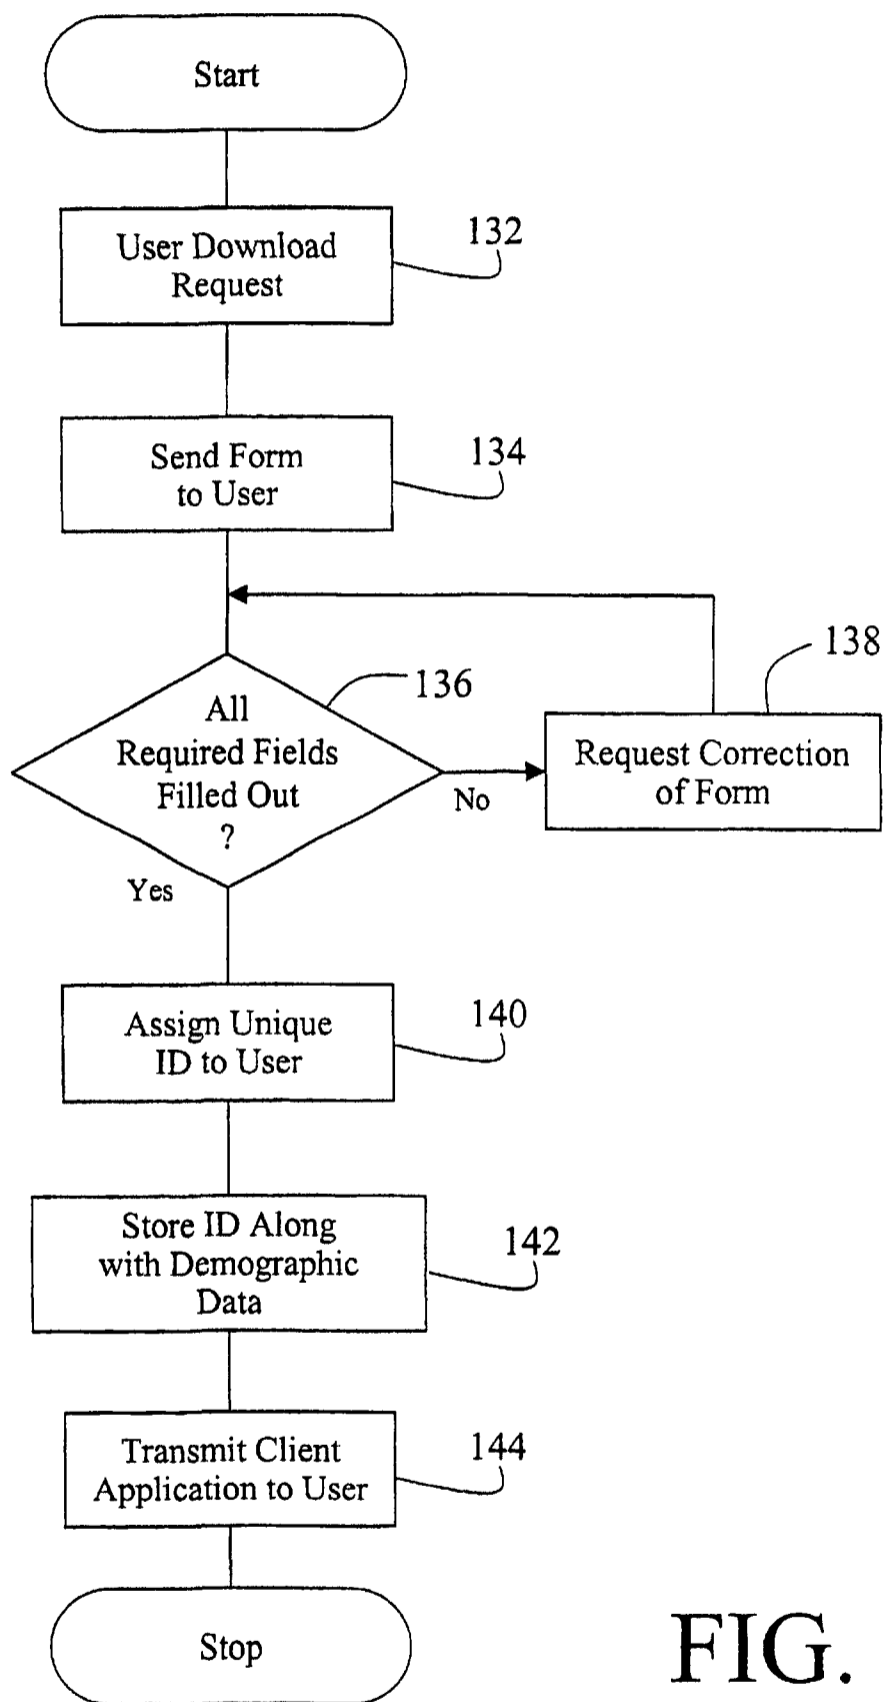 Start
User Download
Request
132
Send Form
to User
134
All
Required Fields
Filled Out
?
136
No
Request Correction
of Form
138
Yes
Assign Unique
ID to User
140
Store ID Along
with Demographic
Data
142
Transmit Client
Application to User
144
Stop
FIG.